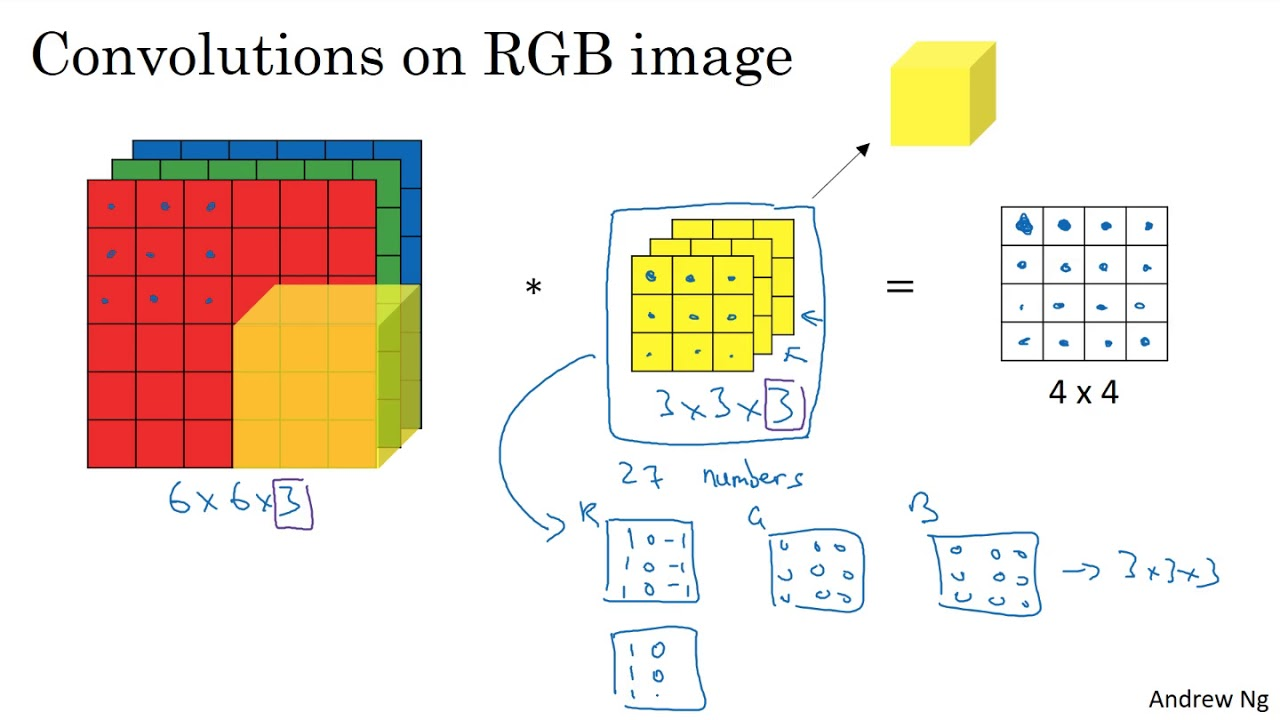 Convolutions on RGB image
*
=
4 x 4
3 x 3 x 3
6 x 6 x 3
27 numbers
R
1 0 -1
1 0 -1
1 0 -1
G
0 0 0
0 0 0
0 0 0
B
0 0 0
0 0 0
0 0 0
→ 3 x 3 x 3
1 0
1 0
1 .
Andrew Ng